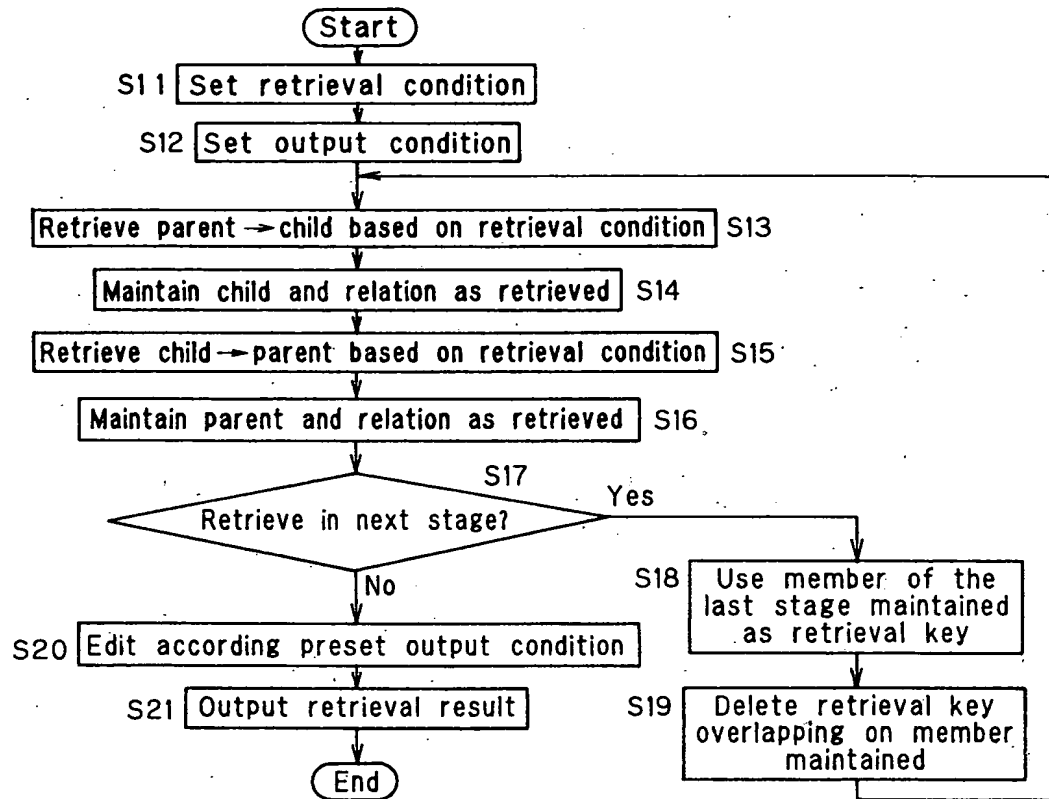 Start
S11 Set retrieval condition
S12 Set output condition
Retrieve parent→child based on retrieval condition S13
Maintain child and relation as retrieved S14
Retrieve child→parent based on retrieval condition S15
Maintain parent and relation as retrieved S16
S17
Retrieve in next stage?
Yes
No
S18 Use member of the
last stage maintained
as retrieval key
S19 Delete retrieval key
overlapping on member
maintained
S20 Edit according preset output condition
S21 Output retrieval result
End